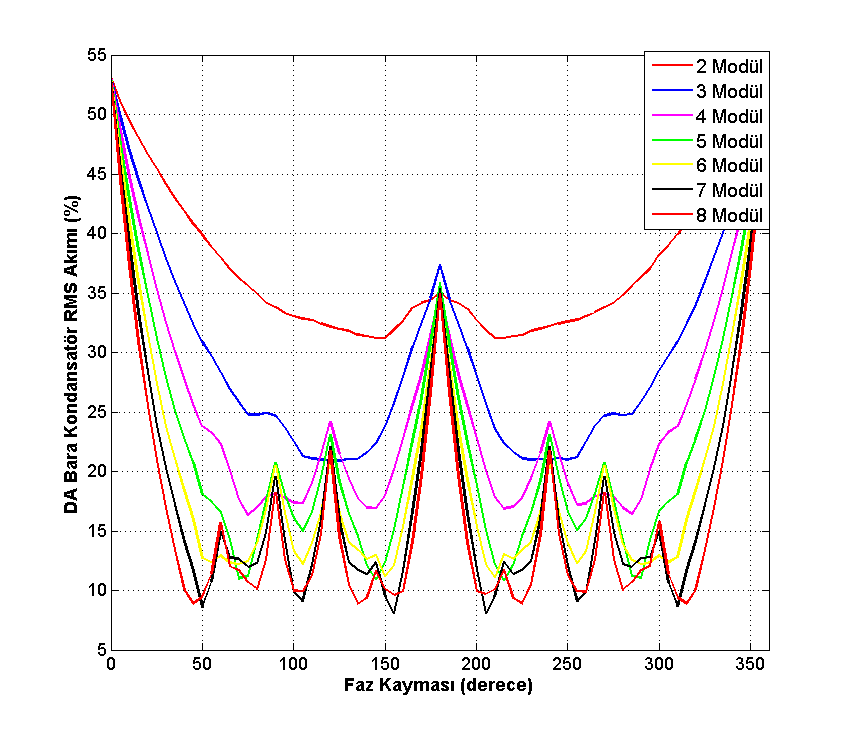 55
50
45
40
35
30
25
20
15
10
5
DA Bara Kondansatör RMS Akımı (%)
2 Modül
3 Modül
4 Modül
5 Modül
6 Modül
7 Modül
8 Modül
0 50 100 150 200 250 300 350
Faz Kayması (derece)